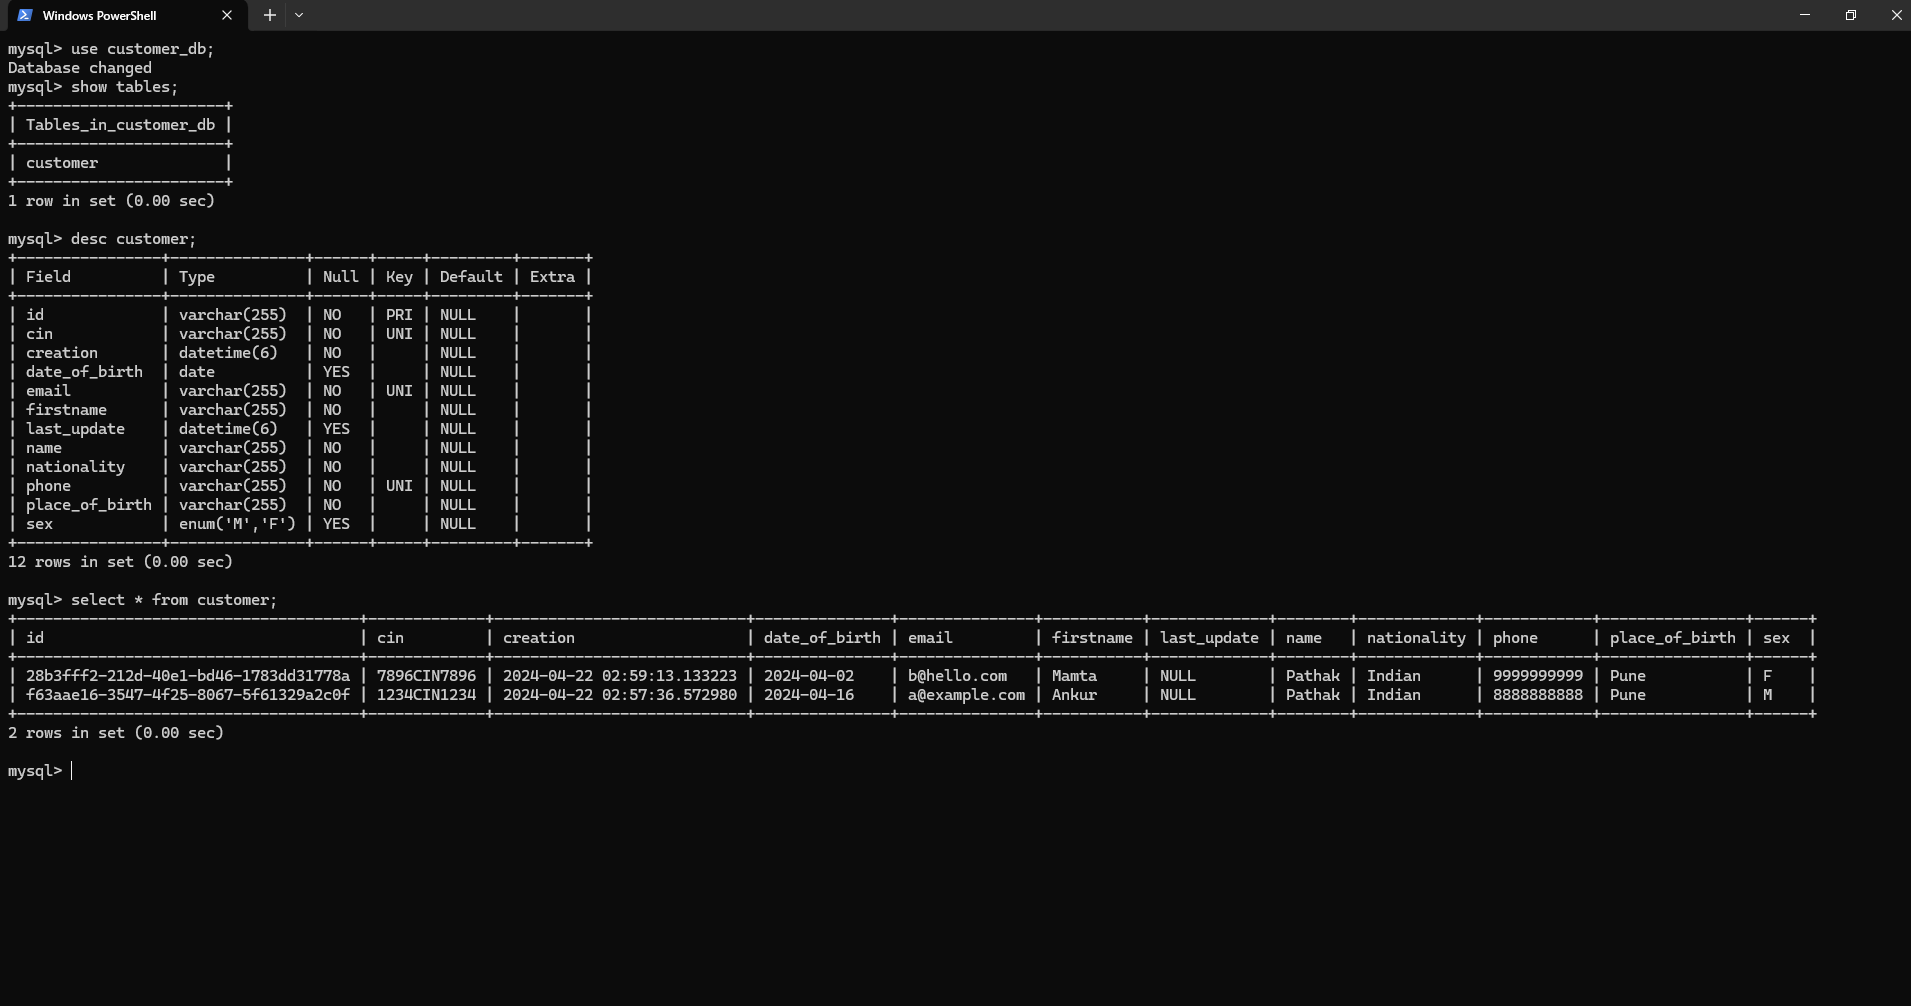 Windows PowerShell
mysql> use customer_db;
Database changed
mysql> show tables;
+-----------------------+
| Tables_in_customer_db |
+-----------------------+
| customer              |
+-----------------------+
1 row in set (0.00 sec)
mysql> desc customer;
+----------------+---------------+------+-----+---------+-------+
| Field          | Type          | Null | Key | Default | Extra |
+----------------+---------------+------+-----+---------+-------+
| id             | varchar(255)  | NO   | PRI | NULL    |       |
| cin            | varchar(255)  | NO   | UNI | NULL    |       |
| creation       | datetime(6)   | NO   |     | NULL    |       |
| date_of_birth  | date          | YES  |     | NULL    |       |
| email          | varchar(255)  | NO   | UNI | NULL    |       |
| firstname      | varchar(255)  | NO   |     | NULL    |       |
| last_update    | datetime(6)   | YES  |     | NULL    |       |
| name           | varchar(255)  | NO   |     | NULL    |       |
| nationality    | varchar(255)  | NO   |     | NULL    |       |
| phone          | varchar(255)  | NO   | UNI | NULL    |       |
| place_of_birth | varchar(255)  | NO   |     | NULL    |       |
| sex            | enum('M','F') | YES  |     | NULL    |       |
+----------------+---------------+------+-----+---------+-------+
12 rows in set (0.00 sec)
mysql> select * from customer;
+--------------------------------------+-------------+----------------------------+---------------+---------------+-----------+-------------+--------+-------------+------------+----------------+------+
| id                                   | cin         | creation                   | date_of_birth | email         | firstname | last_update | name   | nationality | phone      | place_of_birth | sex  |
+--------------------------------------+-------------+----------------------------+---------------+---------------+-----------+-------------+--------+-------------+------------+----------------+------+
| 28b3fff2-212d-40e1-bd46-1783dd31778a | 7896CIN7896 | 2024-04-22 02:59:13.133223 | 2024-04-02    | b@hello.com   | Mamta     | NULL        | Pathak | Indian      | 9999999999 | Pune           | F    |
| f63aae16-3547-4f25-8067-5f61329a2c0f | 1234CIN1234 | 2024-04-22 02:57:36.572980 | 2024-04-16    | a@example.com | Ankur     | NULL        | Pathak | Indian      | 8888888888 | Pune           | M    |
+--------------------------------------+-------------+----------------------------+---------------+---------------+-----------+-------------+--------+-------------+------------+----------------+------+
2 rows in set (0.00 sec)
mysql>